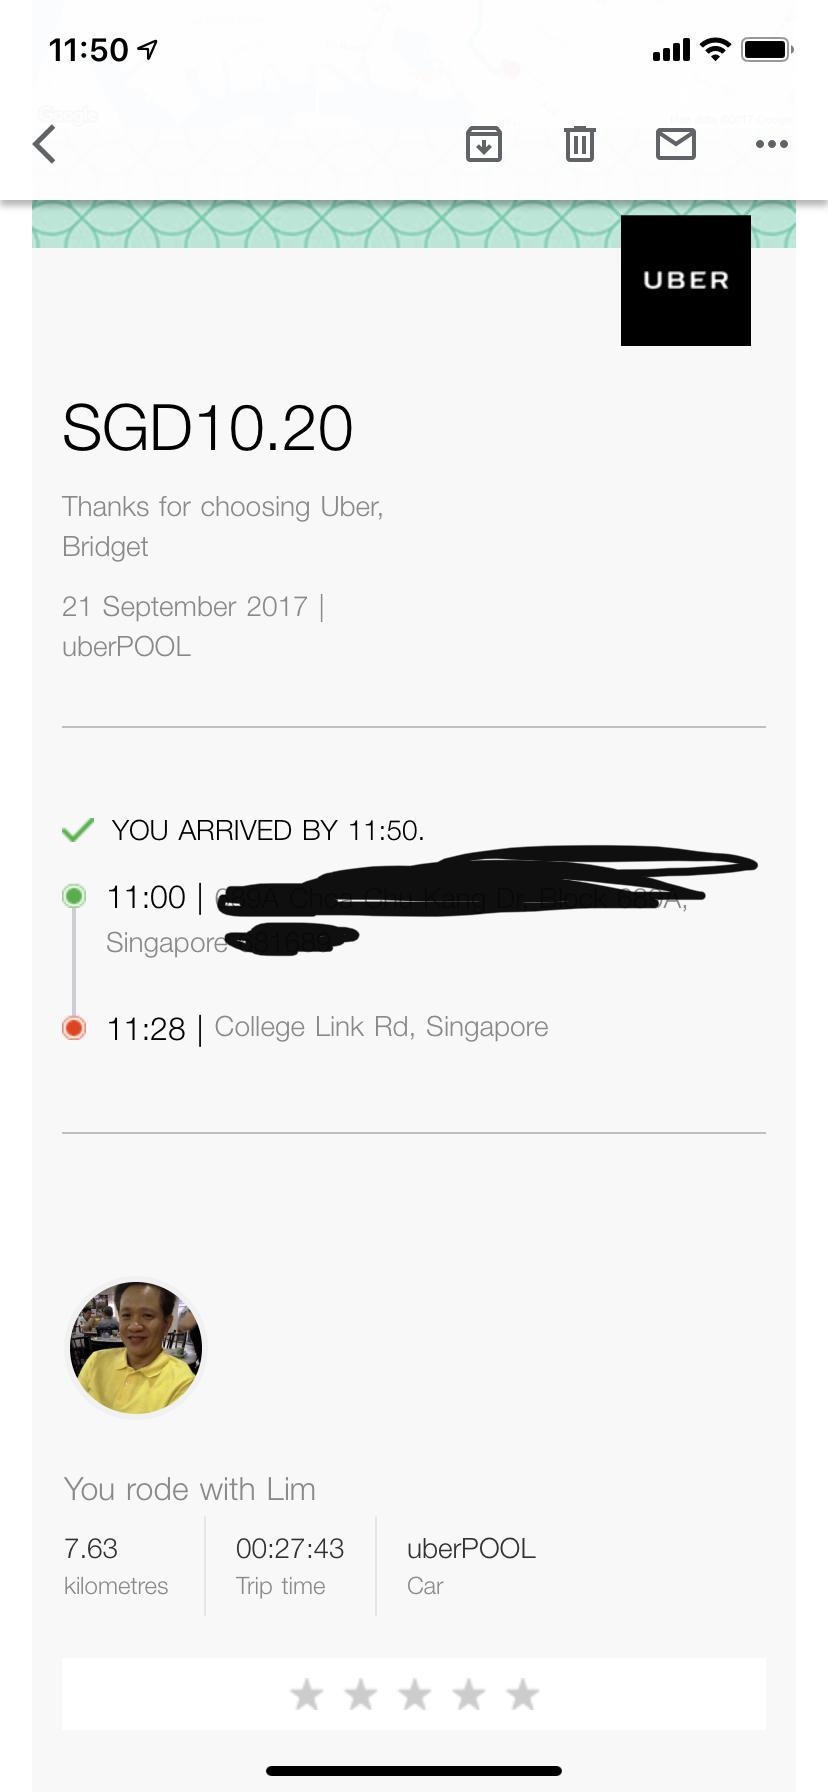 11:50
Google
UBER
SGD10.20
Thanks for choosing Uber,
Bridget
21 September 2017 |
uberPOOL
YOU ARRIVED BY 11:50.
11:00 |
Singapore
11:28 | College Link Rd, Singapore
You rode with Lim
7.63 00:27:43 uberPOOL
kilometres Trip time Car